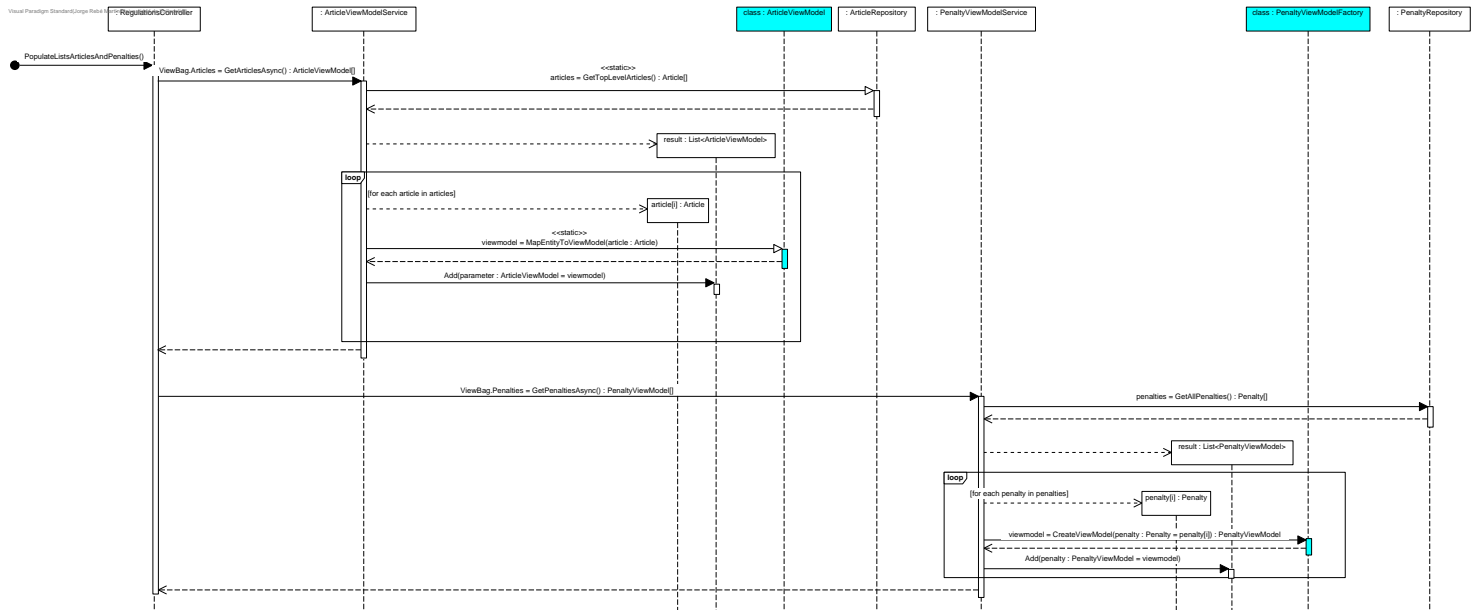 Visual Paradigm Standard(Jorge Rabé
: RegulationsController
: ArticleViewModelService
class : ArticleViewModel
: ArticleRepository
: PenaltyViewModelService
class : PenaltyViewModelFactory
: PenaltyRepository
PopulateListsArticlesAndPenalties()
ViewBag.Articles = GetArticlesAsync() : ArticleViewModel[]
<<static>>
articles = GetTopLevelArticles() : Article[]
result : List<ArticleViewModel>
loop
[for each article in articles]
article[i] : Article
<<static>>
viewmodel = MapEntityToViewModel(article : Article)
Add(parameter : ArticleViewModel = viewmodel)
ViewBag.Penalties = GetPenaltiesAsync() : PenaltyViewModel[]
penalties = GetAllPenalties() : Penalty[]
result : List<PenaltyViewModel>
loop
[for each penalty in penalties]
penalty[i] : Penalty
viewmodel = CreateViewModel(penalty : Penalty = penalty[i]) : PenaltyViewModel
Add(penalty : PenaltyViewModel = viewmodel)